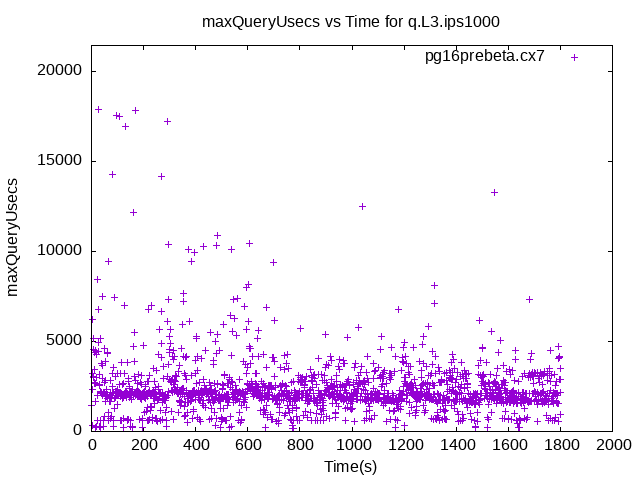 maxQueryUsecs vs Time for q.L3.ips1000
pg16prebeta.cx7
20000
15000
10000
5000
0
maxQueryUsecs
0 200 400 600 800 1000 1200 1400 1600 1800 2000
Time(s)